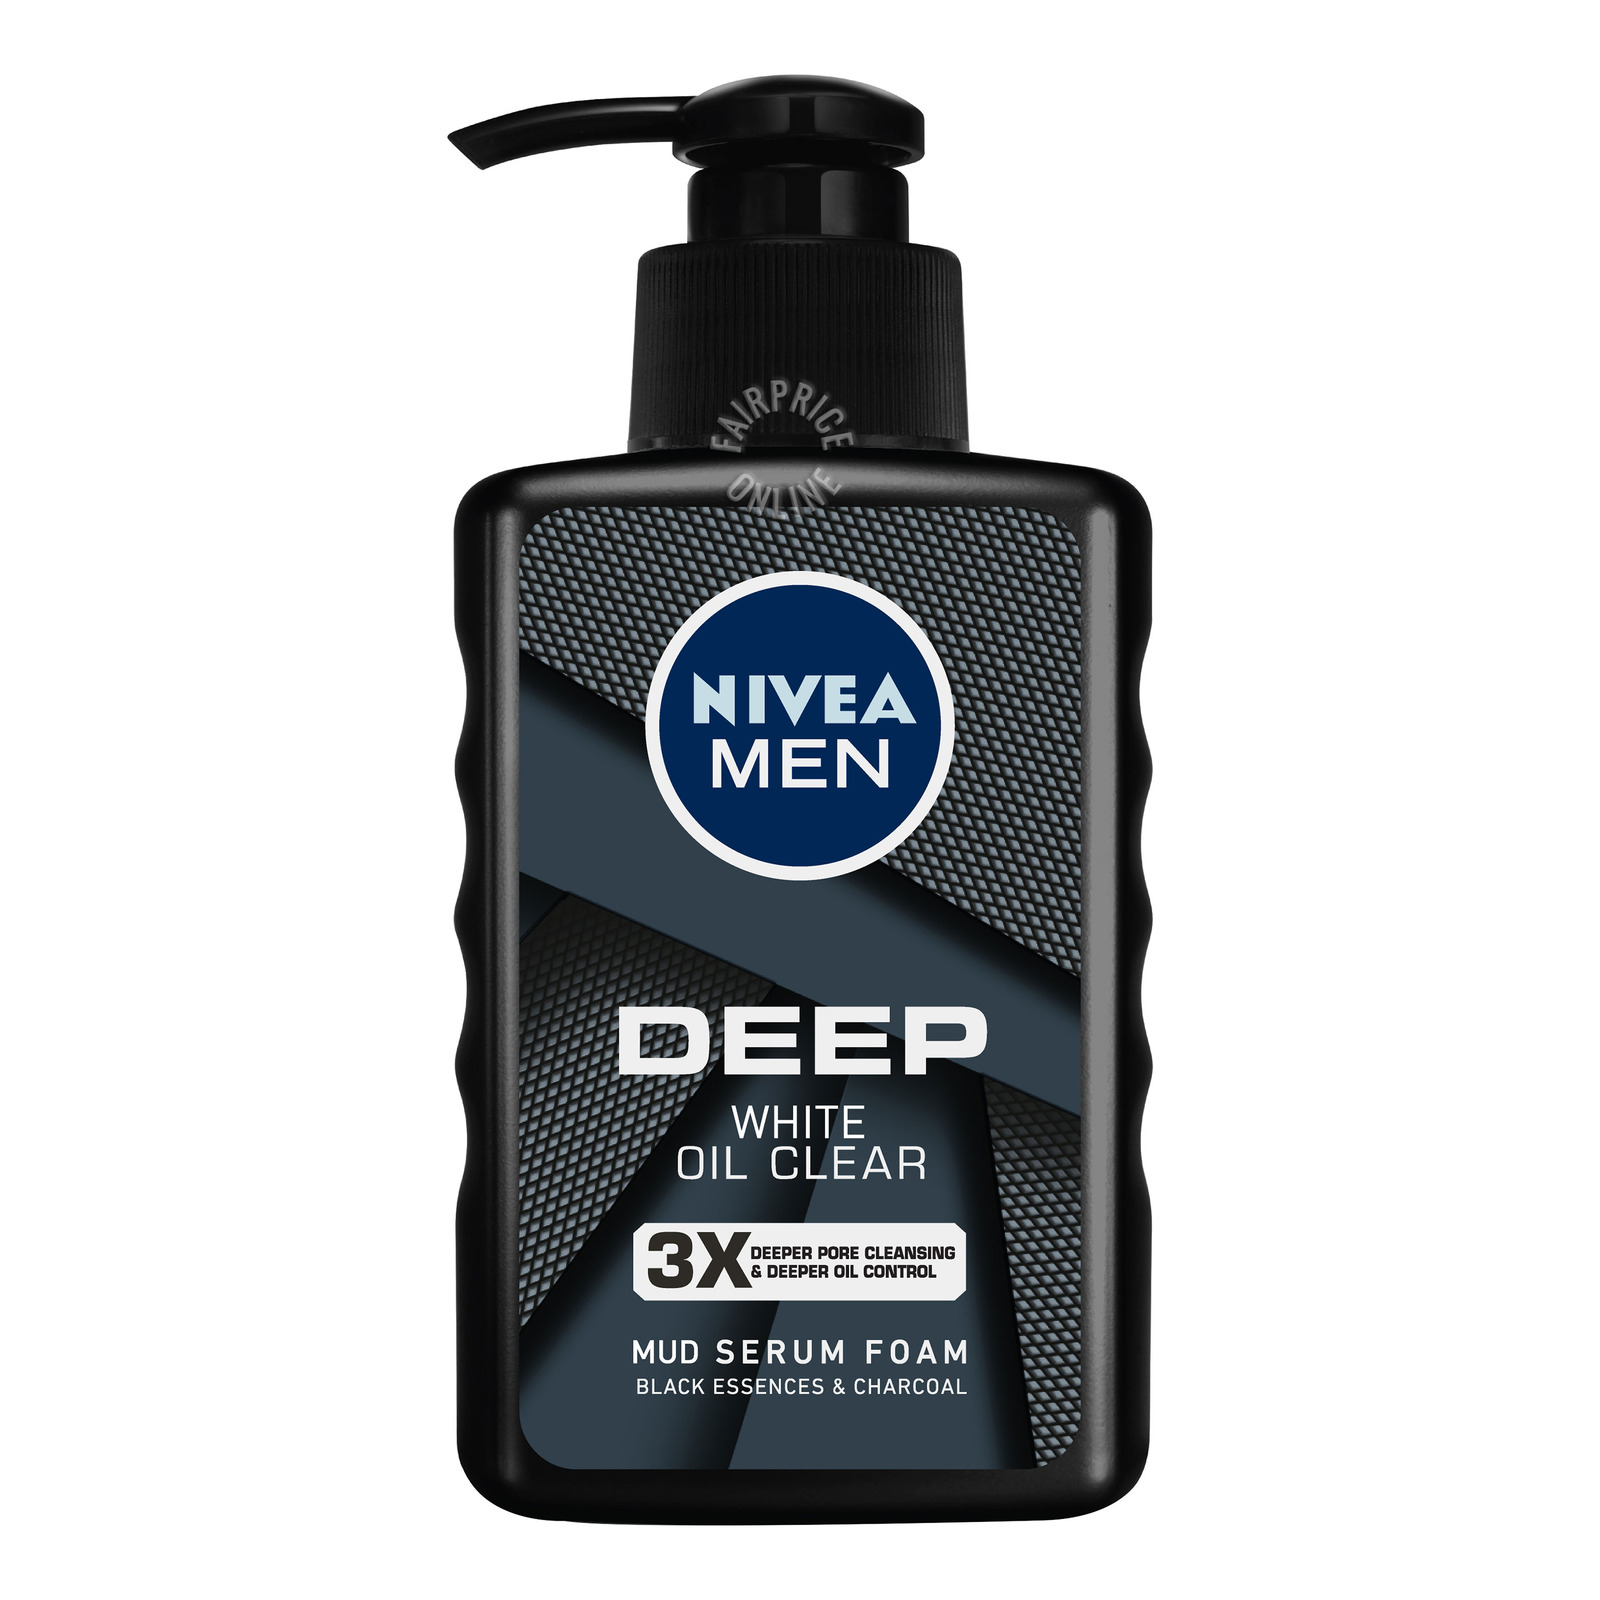 FAIRPRICE
ONLINE
NIVEA
MEN
DEEP
WHITE
OIL CLEAR
3X DEEPER PORE CLEANSING
& DEEPER OIL CONTROL
MUD SERUM FOAM
BLACK ESSENCES & CHARCOAL